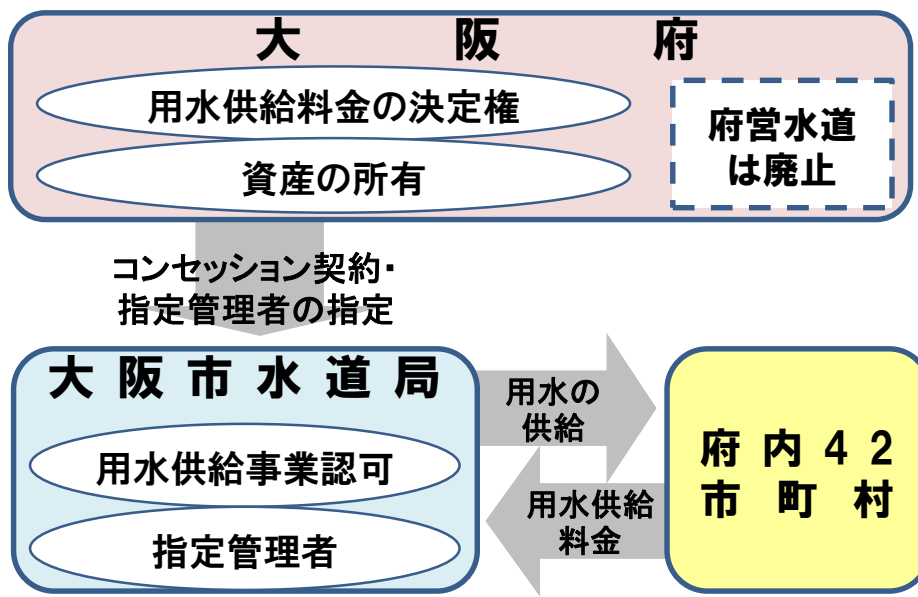 大阪府
用水供給料金の決定権
資産の所有
府営水道
は廃止
コンセッション契約・
指定管理者の指定
大阪市水道局
用水供給事業認可
指定管理者
用水の
供給
用水供給
料金
府内42
市町村